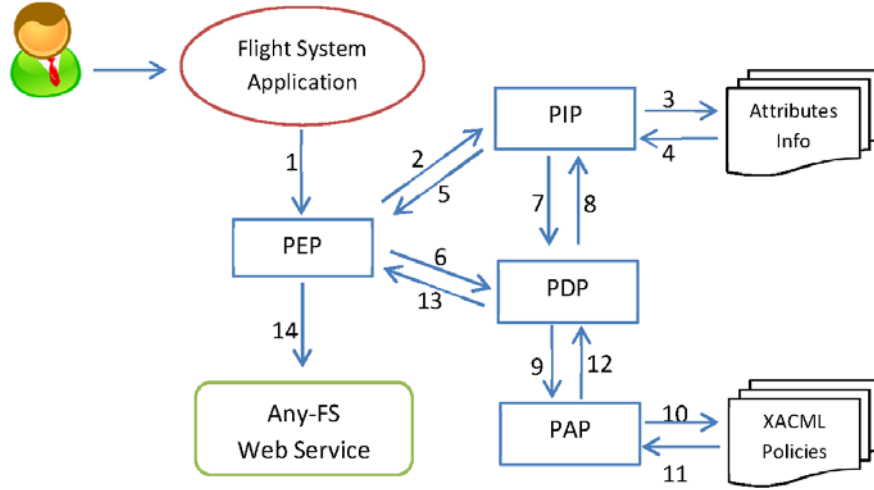 Flight System
Application
1
PEP
2
5
PIP
3
4
Attributes
Info
7
8
6
13
PDP
14
9
12
Any-FS
Web Service
PAP
10
11
XACML
Policies